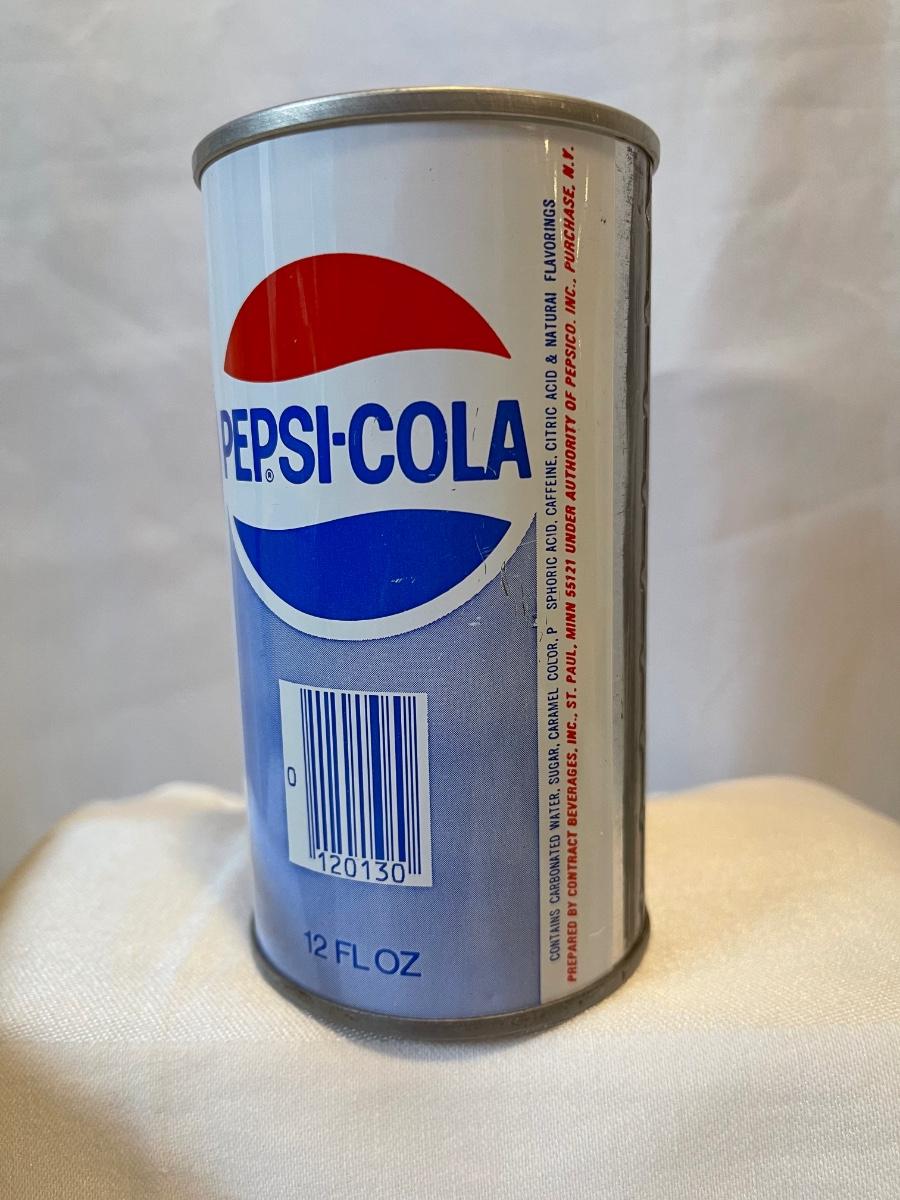 PEPSI-COLA
®
0
120130
12 FL OZ
CONTAINS CARBONATED WATER, SUGAR, CARAMEL COLOR, P SPHORIC ACID, CAFFEINE, CITRIC ACID & NATURAL FLAVORINGS
PREPARED BY CONTRACT BEVERAGES, INC., ST. PAUL, MINN 55121 UNDER AUTHORITY OF PEPSICO. INC., PURCHASE, N.Y.